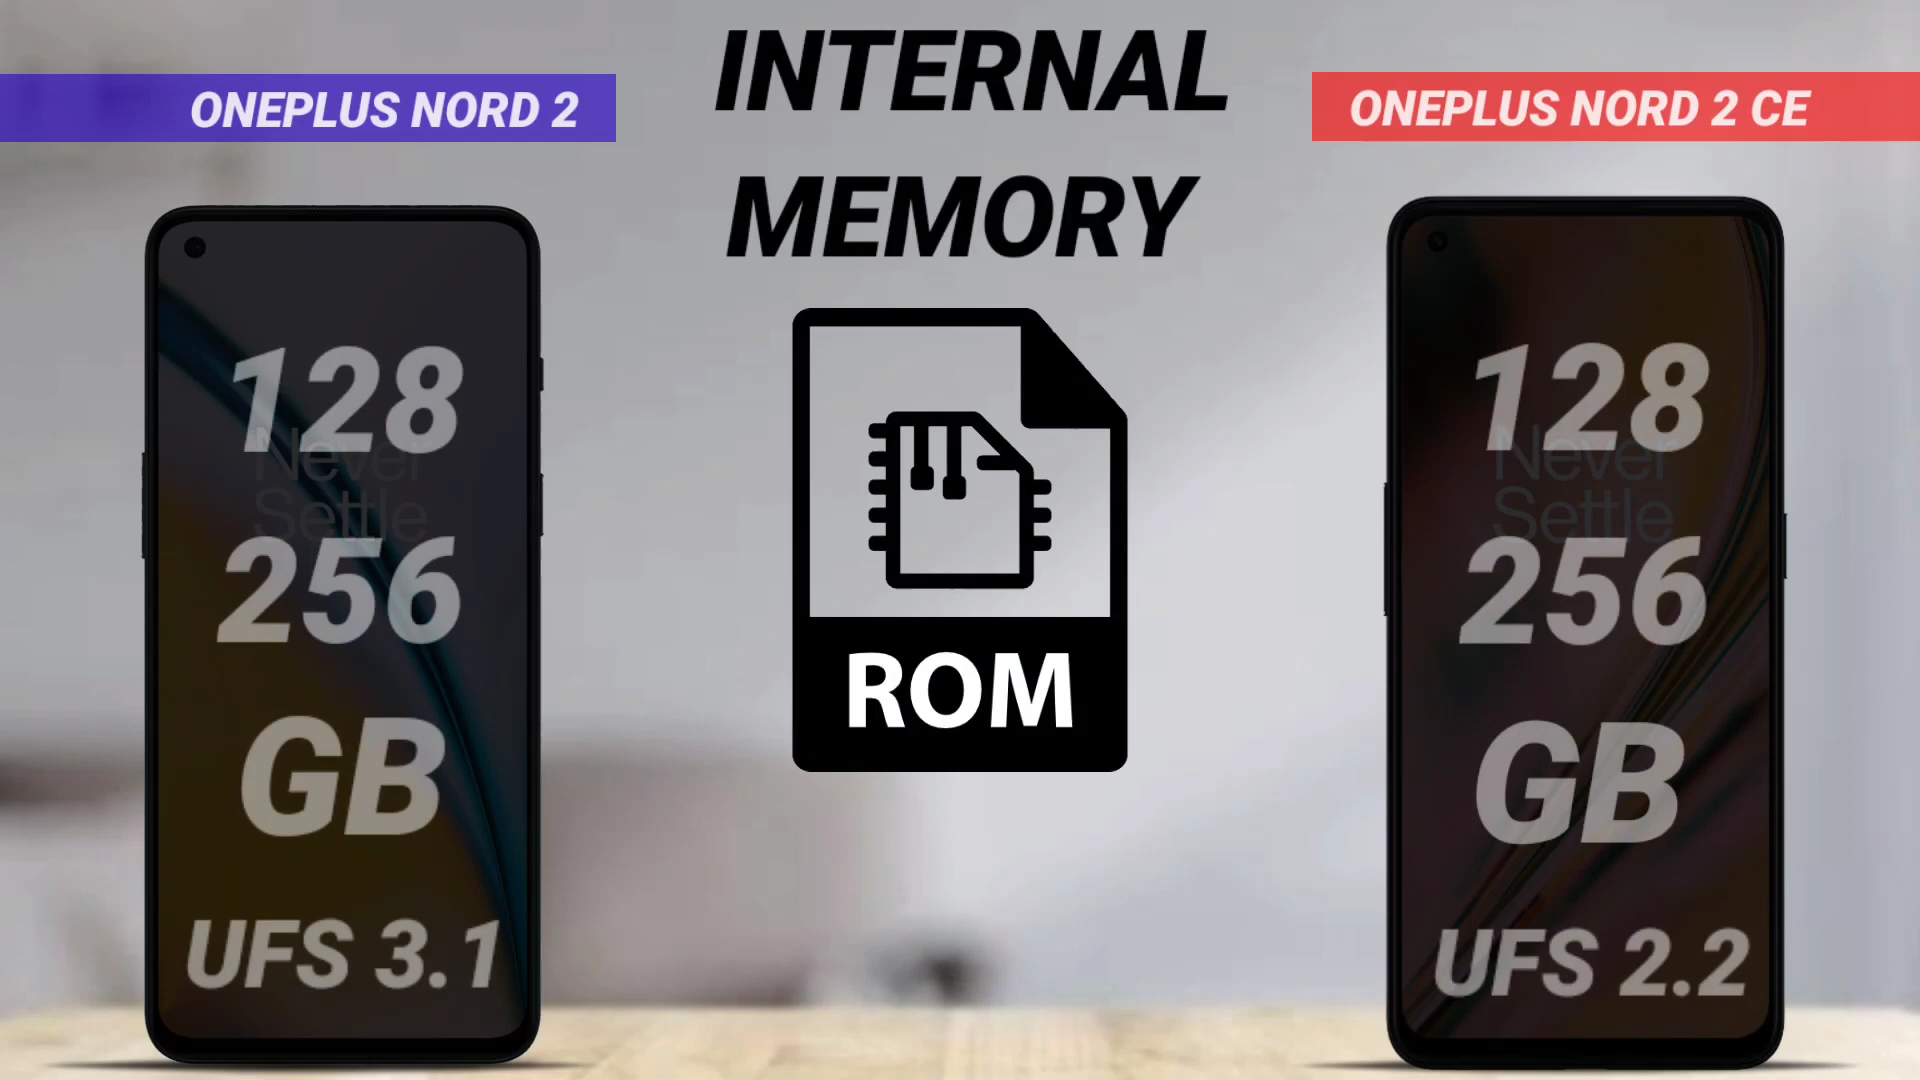 INTERNAL
MEMORY
ROM
ONEPLUS NORD 2
128
Never
Settle
256
GB
UFS 3.1
ONEPLUS NORD 2 CE
128
Never
Settle
256
GB
UFS 2.2